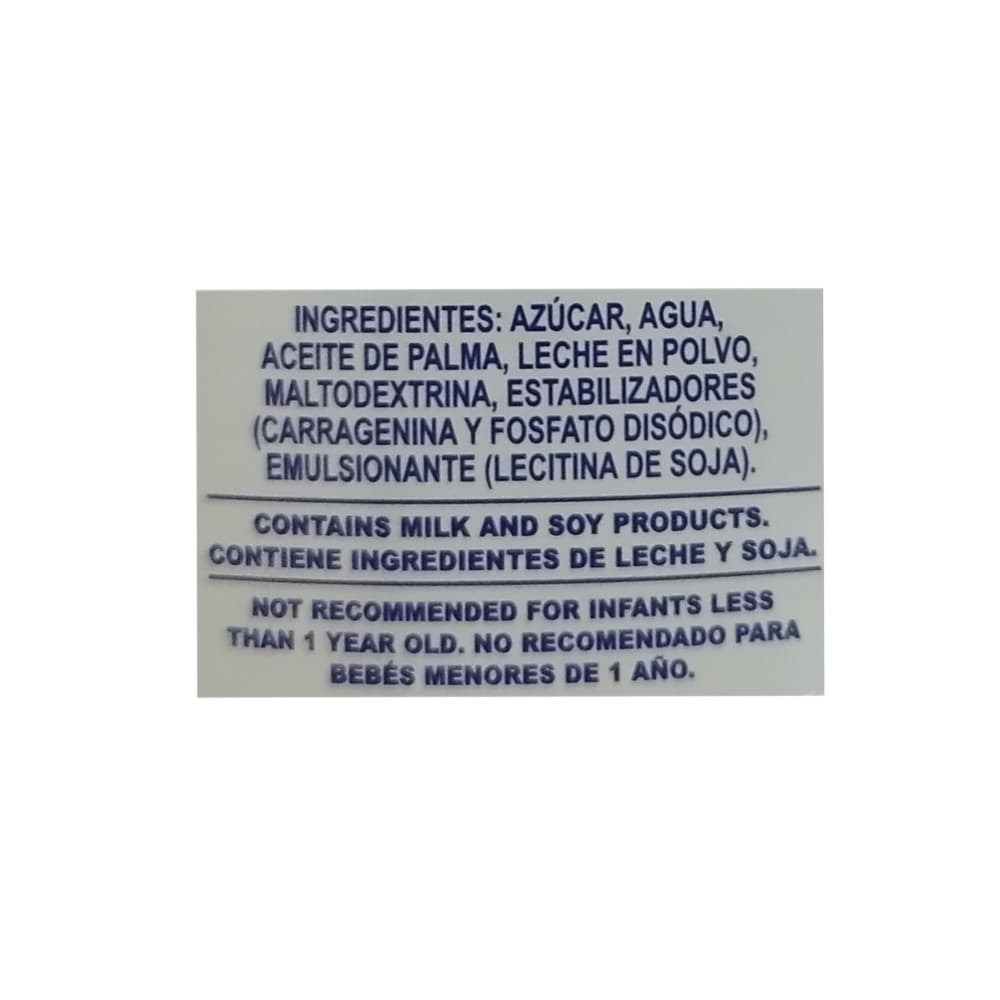 INGREDIENTES: AZÚCAR, AGUA,
ACEITE DE PALMA, LECHE EN POLVO,
MALTODEXTRINA, ESTABILIZADORES
(CARRAGENINA Y FOSFATO DISÓDICO),
EMULSIONANTE (LECITINA DE SOJA).
CONTAINS MILK AND SOY PRODUCTS.
CONTIENE INGREDIENTES DE LECHE Y SOJA.
NOT RECOMMENDED FOR INFANTS LESS
THAN 1 YEAR OLD. NO RECOMENDADO PARA
BEBÉS MENORES DE 1 AÑO.